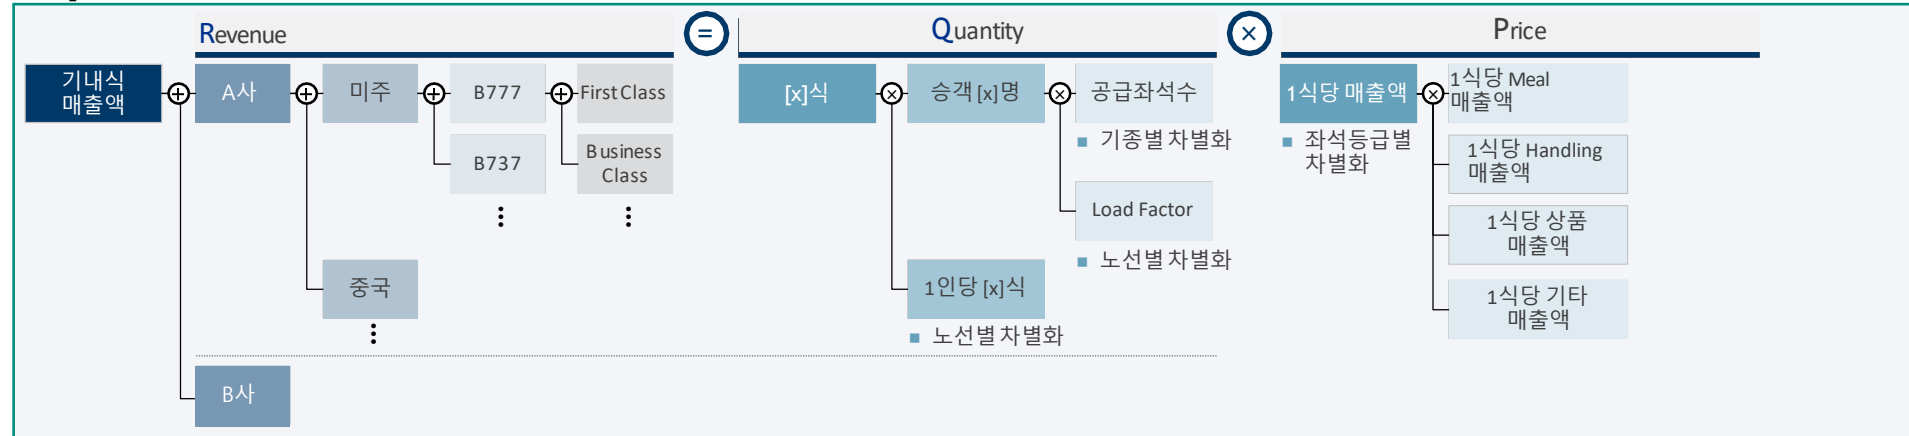 Revenue
=
Quantity
×
Price
기내식
매출액
+
A사
+
미주
+
B777
+
First Class
B737
Business
Class
중국
B사
[x]식
×
승객 [x]명
×
공급좌석수
■ 기종별 차별화
Load Factor
■ 노선별 차별화
1인당 [x]식
■ 노선별 차별화
1식당 매출액
■ 좌석등급별
차별화
×
1식당 Meal
매출액
1식당 Handling
매출액
1식당 상품
매출액
1식당 기타
매출액